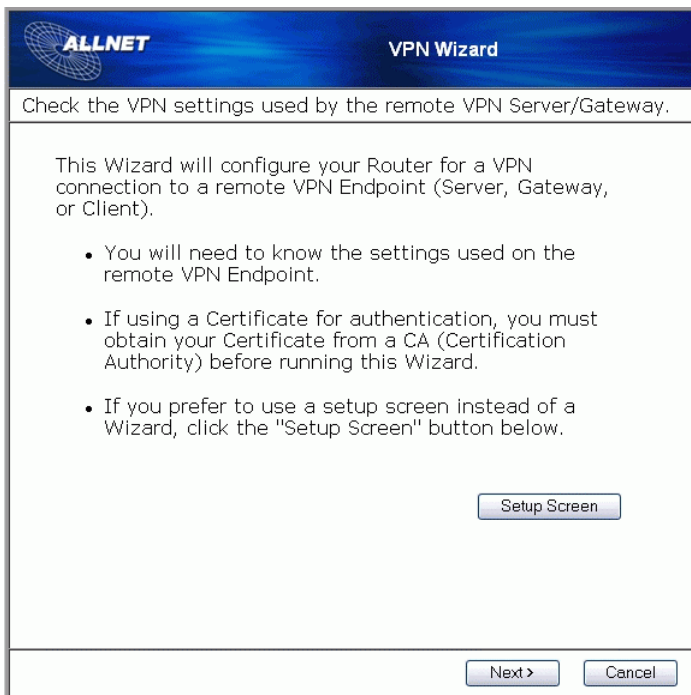 ALLNET
VPN Wizard
Check the VPN settings used by the remote VPN Server/Gateway.
This Wizard will configure your Router for a VPN
connection to a remote VPN Endpoint (Server, Gateway,
or Client).
• You will need to know the settings used on the
remote VPN Endpoint.
• If using a Certificate for authentication, you must
obtain your Certificate from a CA (Certification
Authority) before running this Wizard.
• If you prefer to use a setup screen instead of a
Wizard, click the "Setup Screen" button below.
Setup Screen
Next >
Cancel